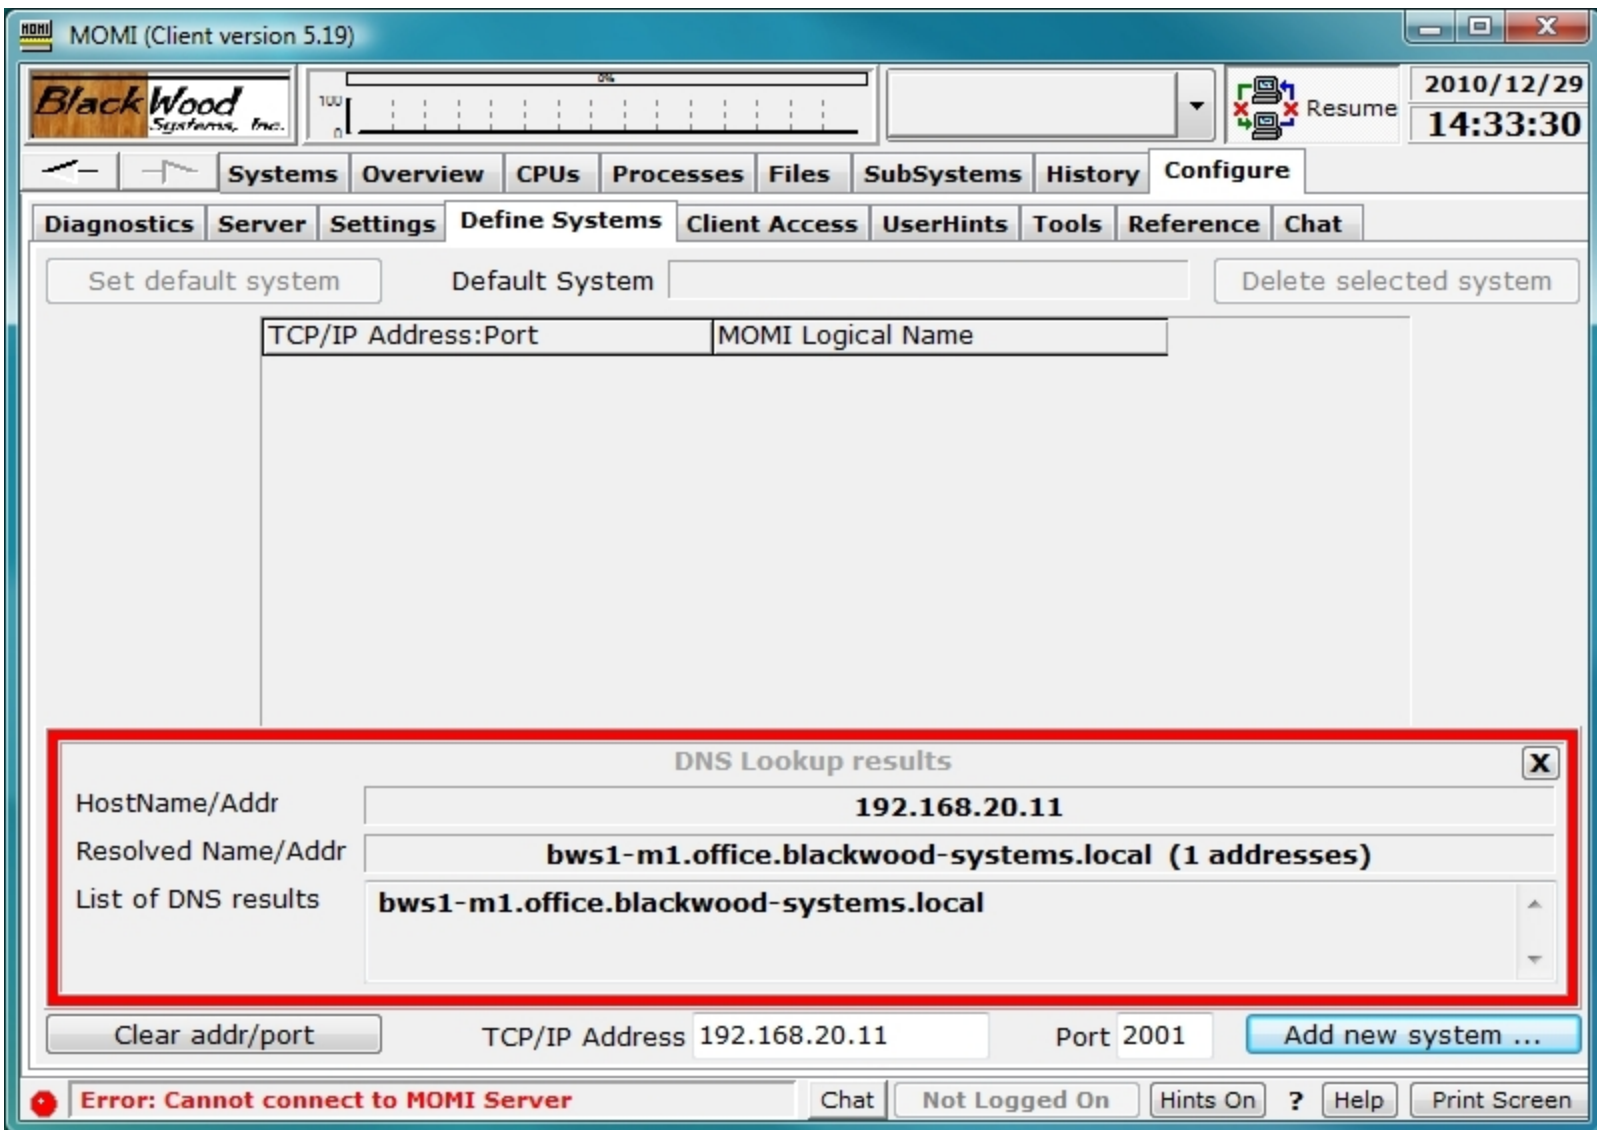 MOMI
MOMI (Client version 5.19)
BlackWood
Systems, Inc.
0%
100
0
Resume
2010/12/29
14:33:30
Systems Overview CPUs Processes Files SubSystems History Configure
Diagnostics Server Settings Define Systems Client Access UserHints Tools Reference Chat
Set default system Default System Delete selected system
TCP/IP Address:Port MOMI Logical Name
DNS Lookup results X
HostName/Addr 192.168.20.11
Resolved Name/Addr bws1-m1.office.blackwood-systems.local (1 addresses)
List of DNS results bws1-m1.office.blackwood-systems.local
Clear addr/port TCP/IP Address 192.168.20.11 Port 2001 Add new system ...
Error: Cannot connect to MOMI Server Chat Not Logged On Hints On ? Help Print Screen